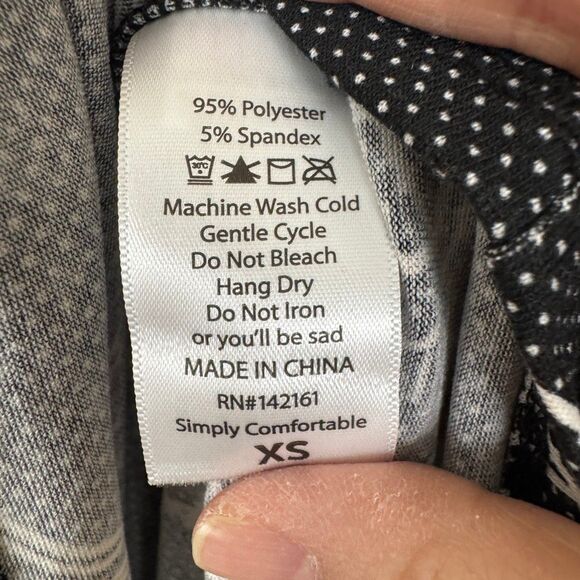 95% Polyester
5% Spandex
30°C
Machine Wash Cold
Gentle Cycle
Do Not Bleach
Hang Dry
Do Not Iron
or you'll be sad
MADE IN CHINA
RN#142161
Simply Comfortable
XS